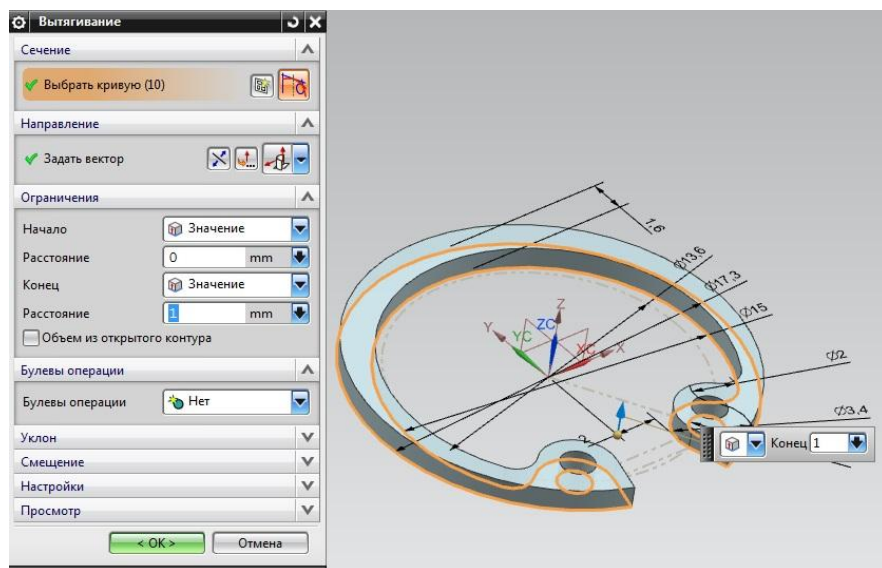 Вытягивание
Сечение
Выбрать кривую (10)
Направление
Задать вектор
Ограничения
Начало Значение
Расстояние 0 mm
Конец Значение
Расстояние 1 mm
Объем из открытого контура
Булевы операции
Булевы операции Нет
Уклон
Смещение
Настройки
Просмотр
< OK > Отмена
1,6
Ø13,6
Ø17,3
Ø15
Ø2
Ø3,4
Z
ZC
Y
YC
XC
X
2
Конец 1